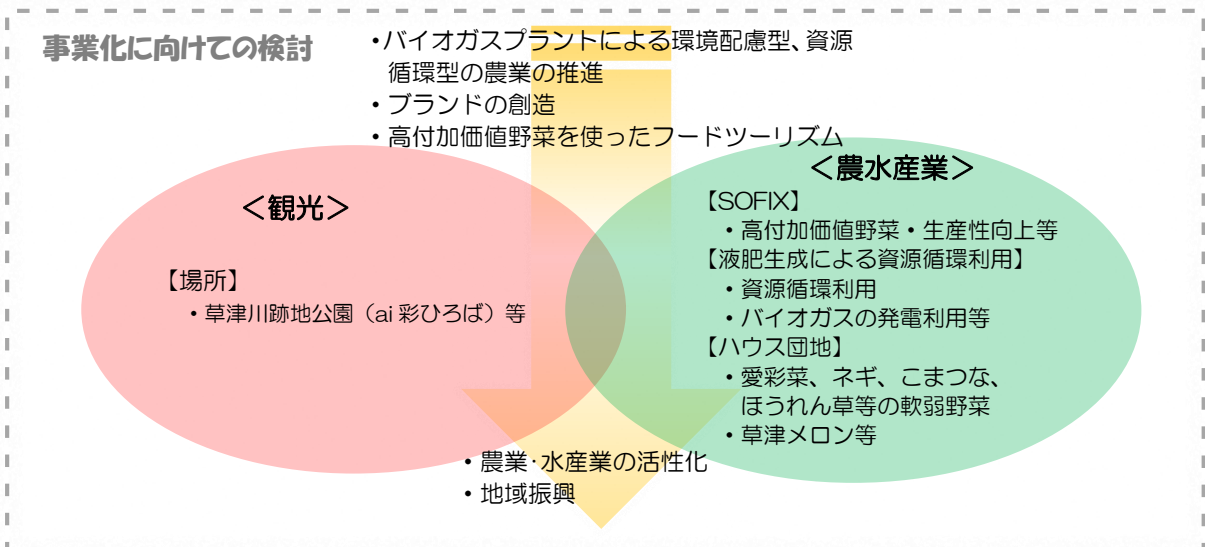 事業化に向けての検討
・バイオガスプラントによる環境配慮型、資源
循環型の農業の推進
・ブランドの創造
・高付加価値野菜を使ったフードツーリズム
＜観光＞
【場所】
・草津川跡地公園（ai 彩ひろば）等
＜農水産業＞
【SOFIX】
・高付加価値野菜・生産性向上等
【液肥生成による資源循環利用】
・資源循環利用
・バイオガスの発電利用等
【ハウス団地】
・愛彩菜、ネギ、こまつな、
ほうれん草等の軟弱野菜
・草津メロン等
・農業・水産業の活性化
・地域振興